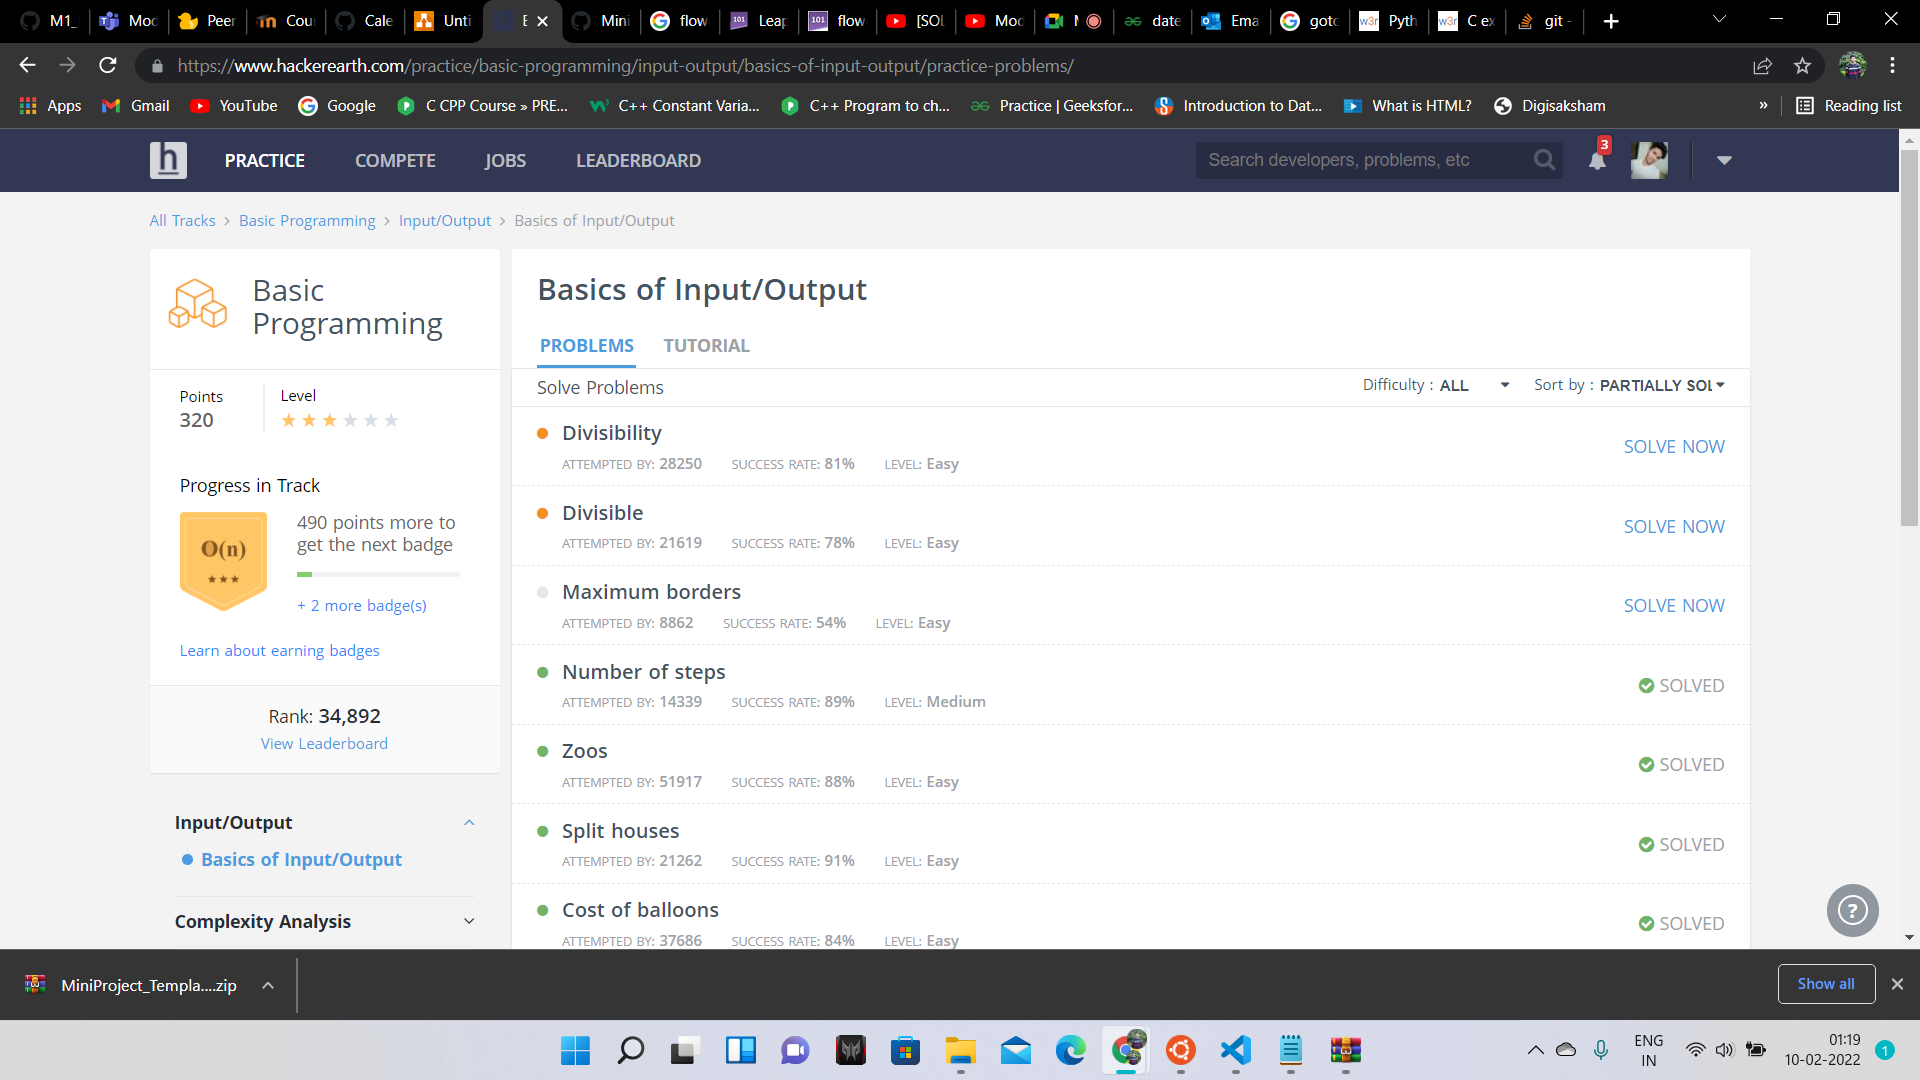 M1_
Mod
Peer
Cour
Cale
Unti
E
Mini
flow
Leap
flow
[SOL
Mod
M
date
Ema
goto
Pyth
C ex
git -
https://www.hackerearth.com/practice/basic-programming/input-output/basics-of-input-output/practice-problems/
Apps
Gmail
YouTube
Google
C CPP Course » PRE...
C++ Constant Varia...
C++ Program to ch...
Practice | Geeksfor...
Introduction to Dat...
What is HTML?
Digisaksham
»
Reading list
h
PRACTICE
COMPETE
JOBS
LEADERBOARD
Search developers, problems, etc
3
All Tracks > Basic Programming > Input/Output > Basics of Input/Output
Basic
Programming
Points
320
Level
Progress in Track
O(n)
490 points more to
get the next badge
+ 2 more badge(s)
Learn about earning badges
Rank: 34,892
View Leaderboard
Input/Output
Basics of Input/Output
Complexity Analysis
Basics of Input/Output
PROBLEMS
TUTORIAL
Solve Problems
Difficulty : ALL
Sort by : PARTIALLY SOL
Divisibility
ATTEMPTED BY: 28250 SUCCESS RATE: 81% LEVEL: Easy
SOLVE NOW
Divisible
ATTEMPTED BY: 21619 SUCCESS RATE: 78% LEVEL: Easy
SOLVE NOW
Maximum borders
ATTEMPTED BY: 8862 SUCCESS RATE: 54% LEVEL: Easy
SOLVE NOW
Number of steps
ATTEMPTED BY: 14339 SUCCESS RATE: 89% LEVEL: Medium
SOLVED
Zoos
ATTEMPTED BY: 51917 SUCCESS RATE: 88% LEVEL: Easy
SOLVED
Split houses
ATTEMPTED BY: 21262 SUCCESS RATE: 91% LEVEL: Easy
SOLVED
Cost of balloons
ATTEMPTED BY: 37686 SUCCESS RATE: 84% LEVEL: Easy
SOLVED
?
MiniProject_Templa....zip
Show all
ENG
IN
01:19
10-02-2022
1